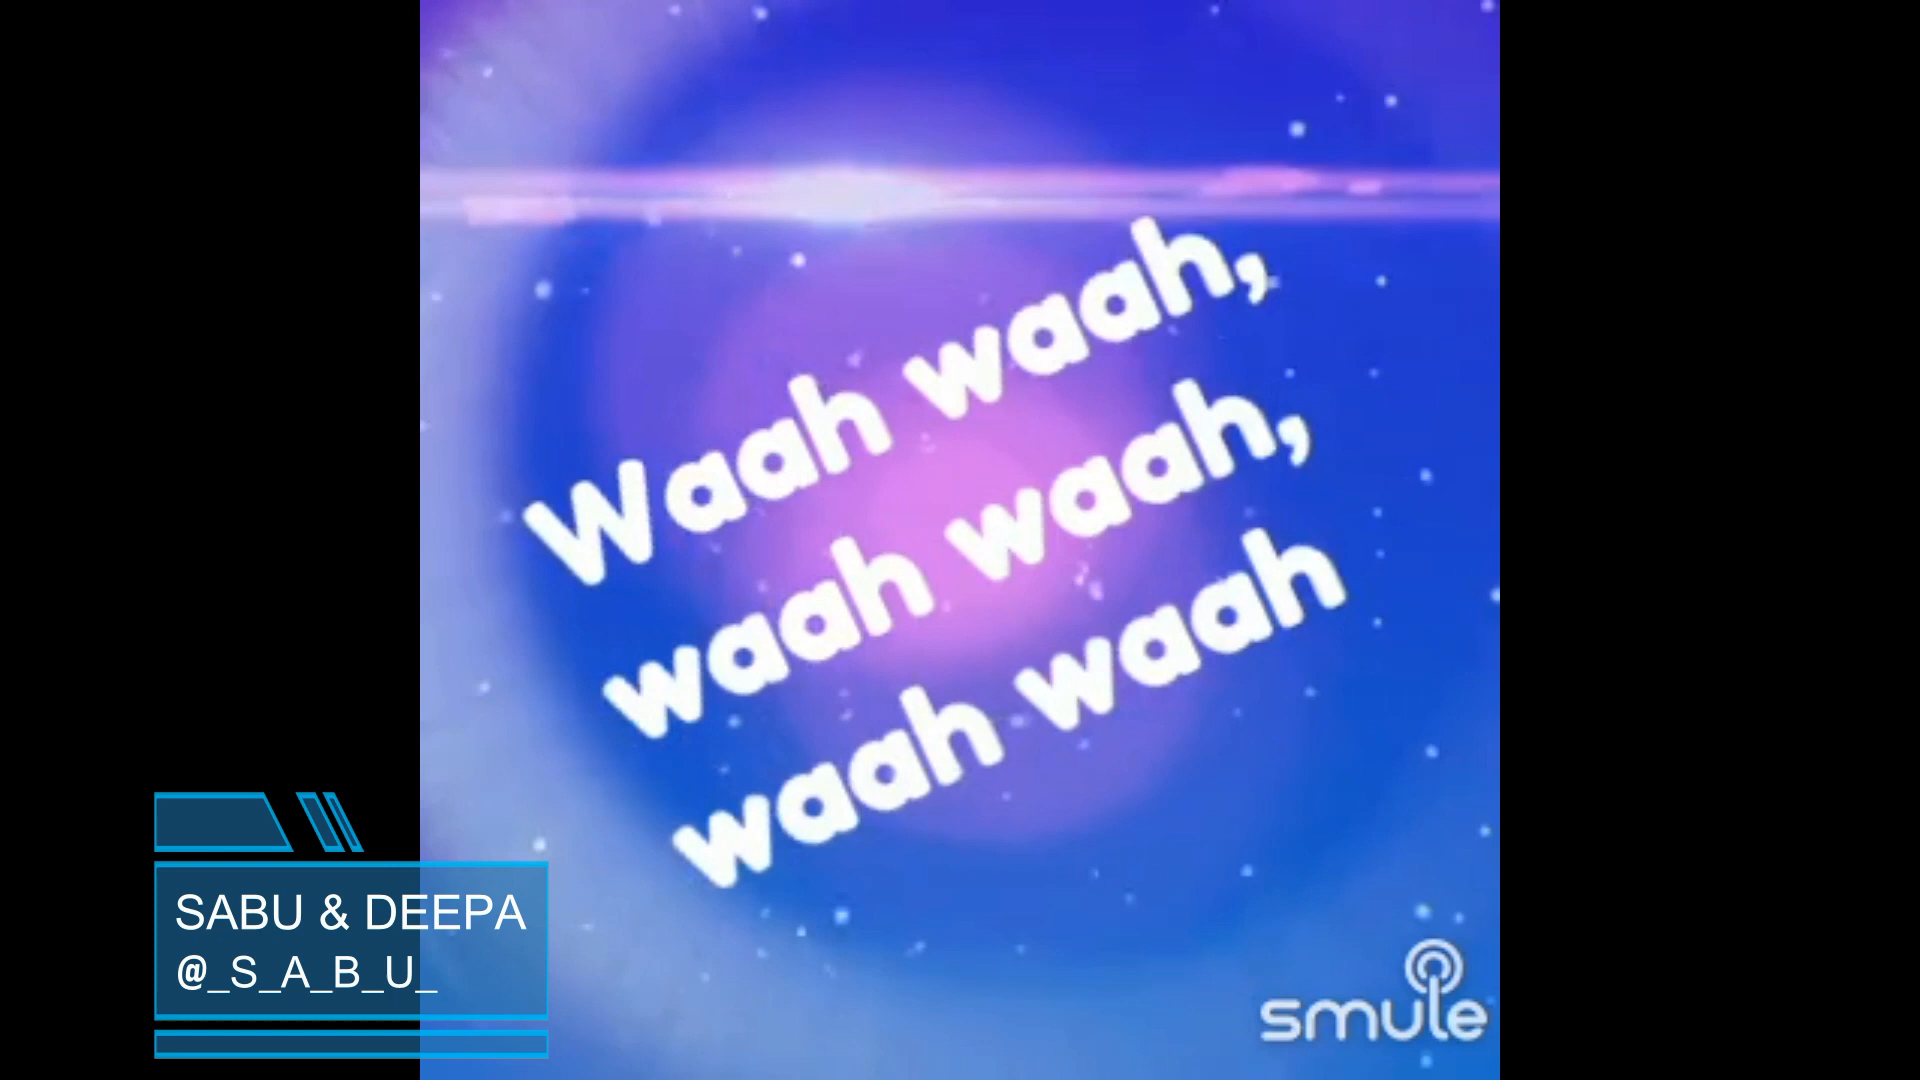 Waah waah,
waah waah,
waah waah
SABU & DEEPA
@_S_A_B_U_
smule